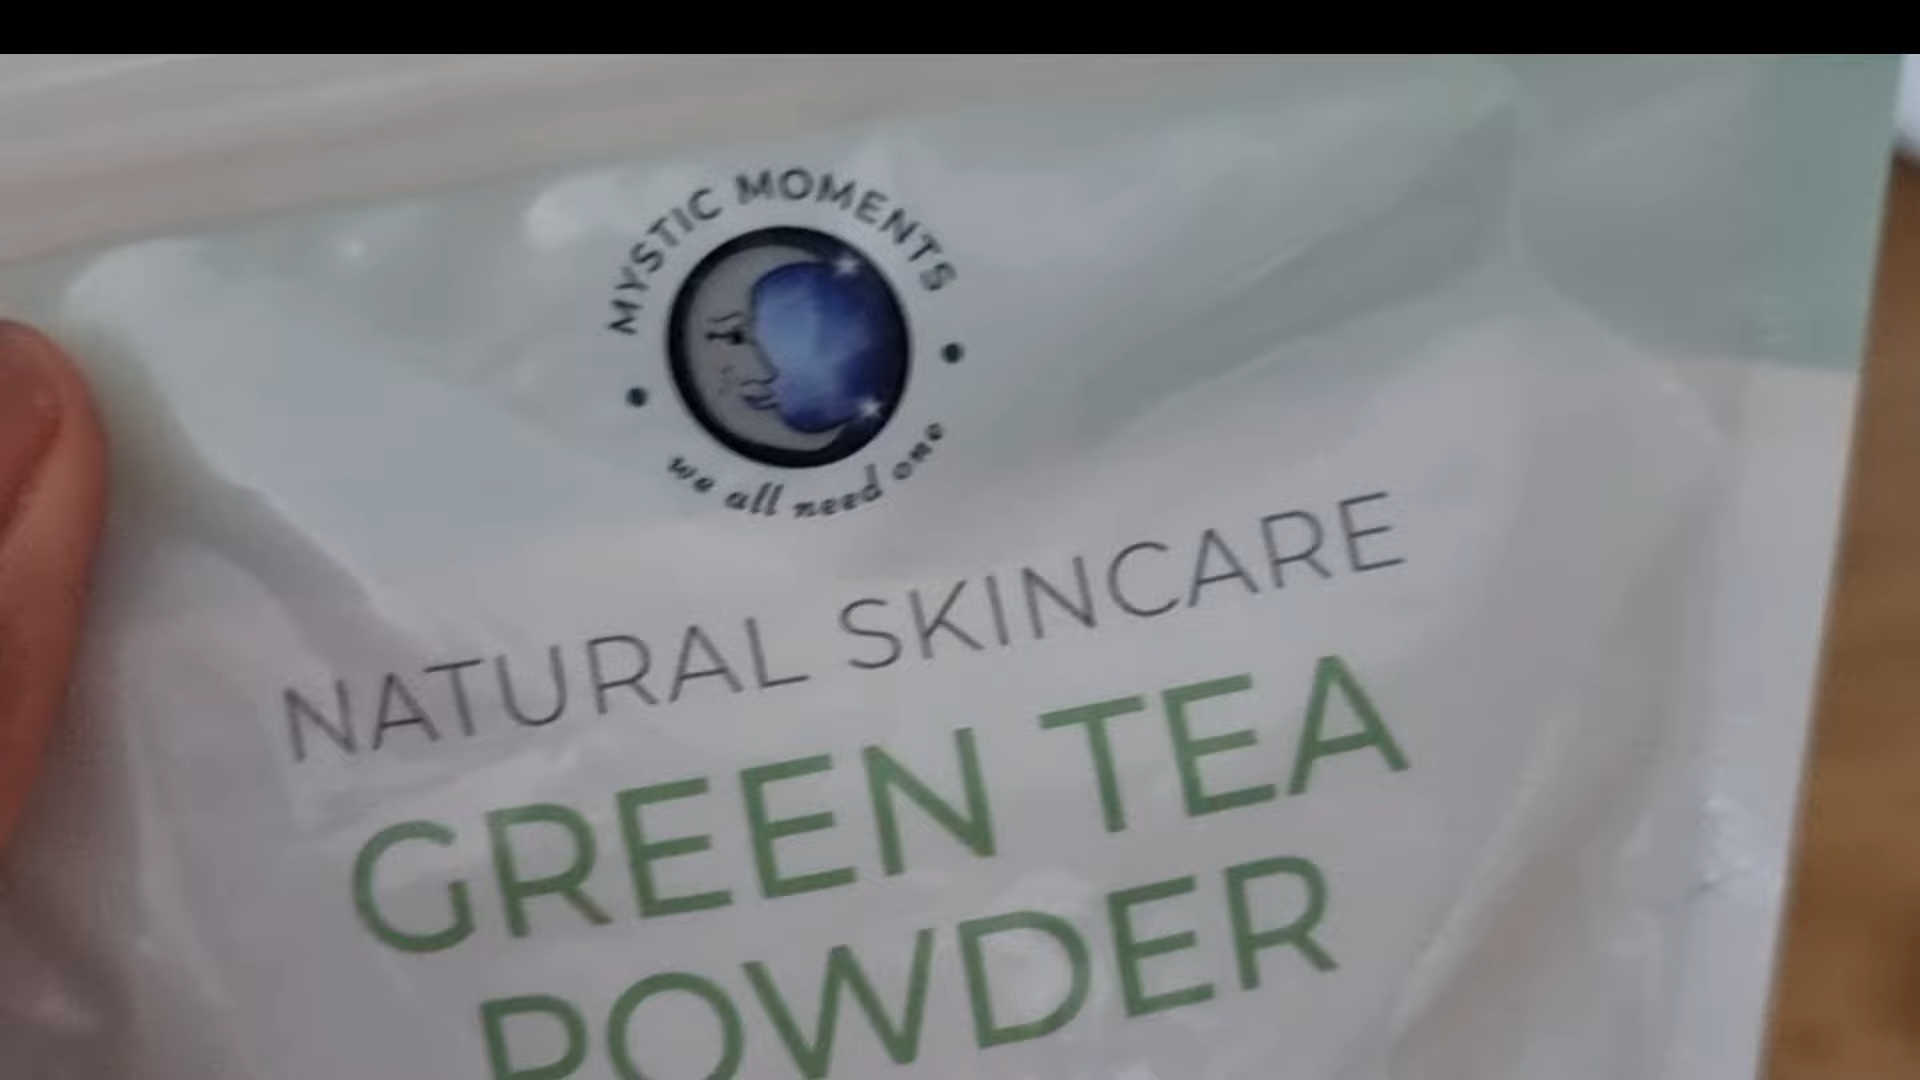 MYSTIC MOMENTS
we all need one
NATURAL SKINCARE
GREEN TEA
POWDER